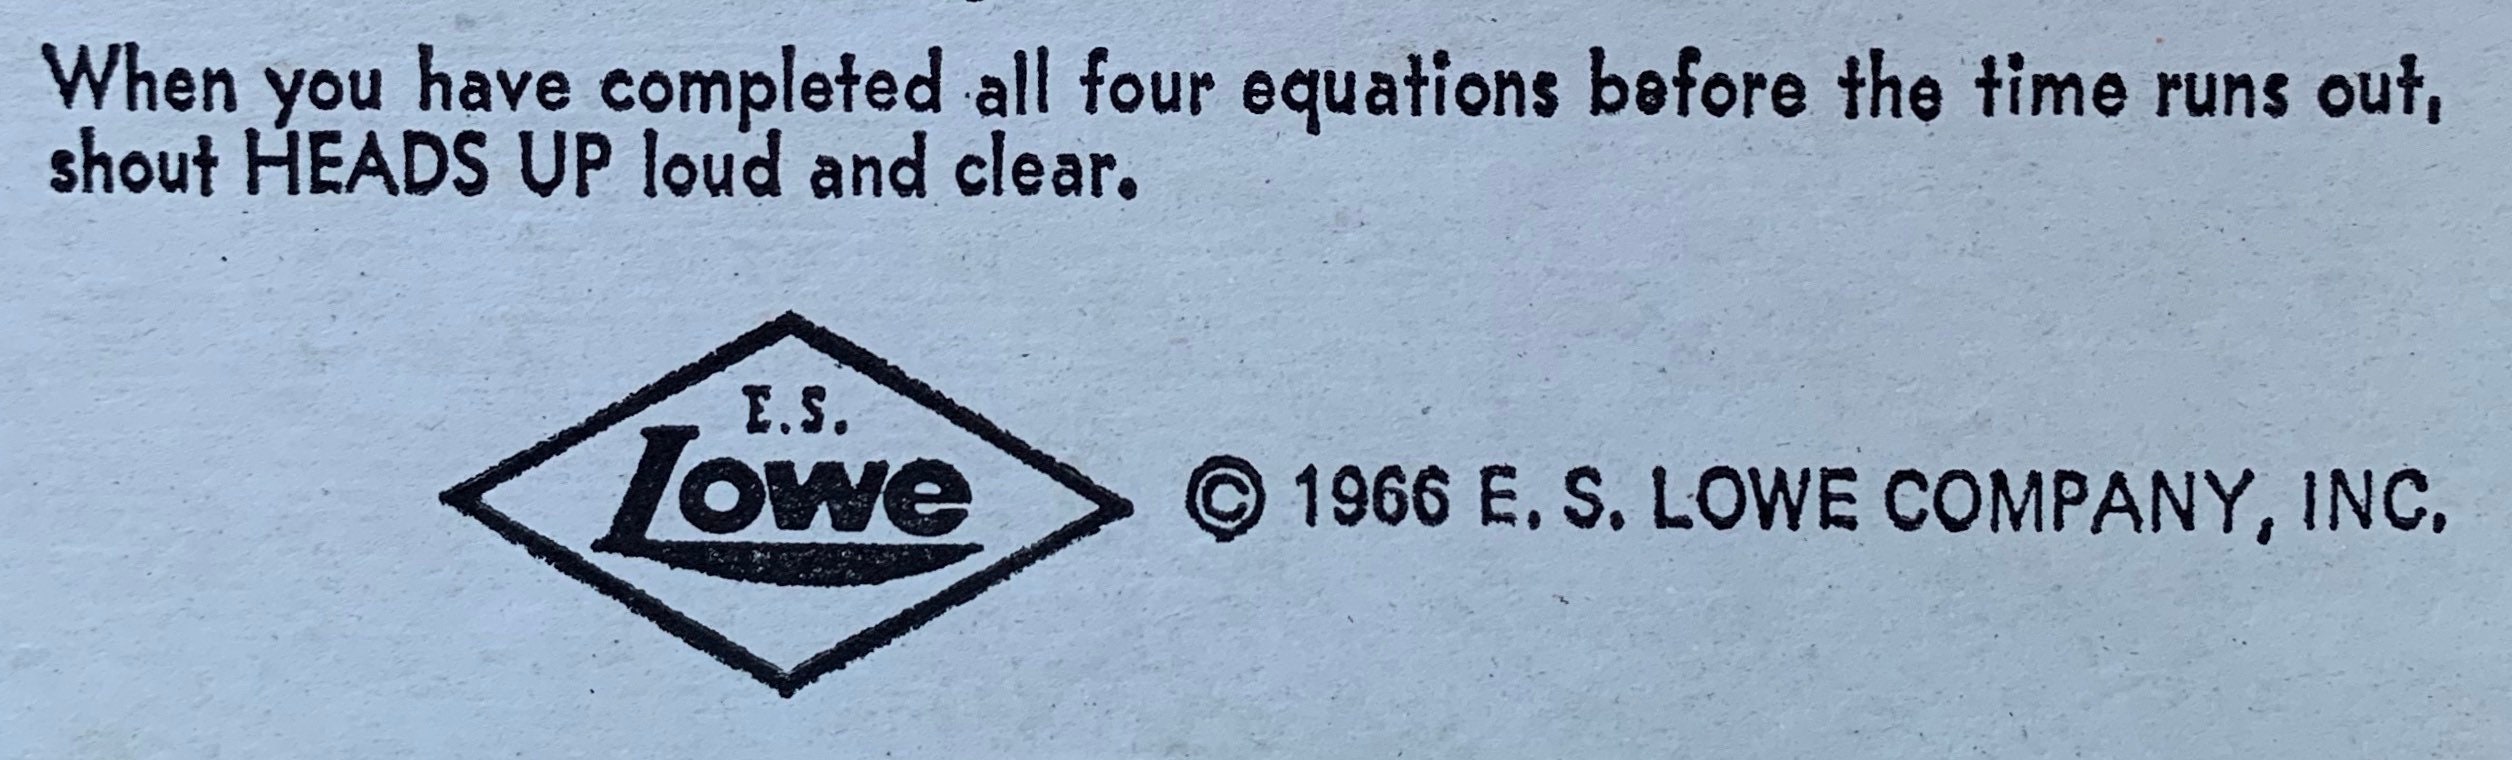 When you have completed all four equations before the time runs out,
shout HEADS UP loud and clear.
E.S.
Lowe
© 1966 E. S. LOWE COMPANY, INC.